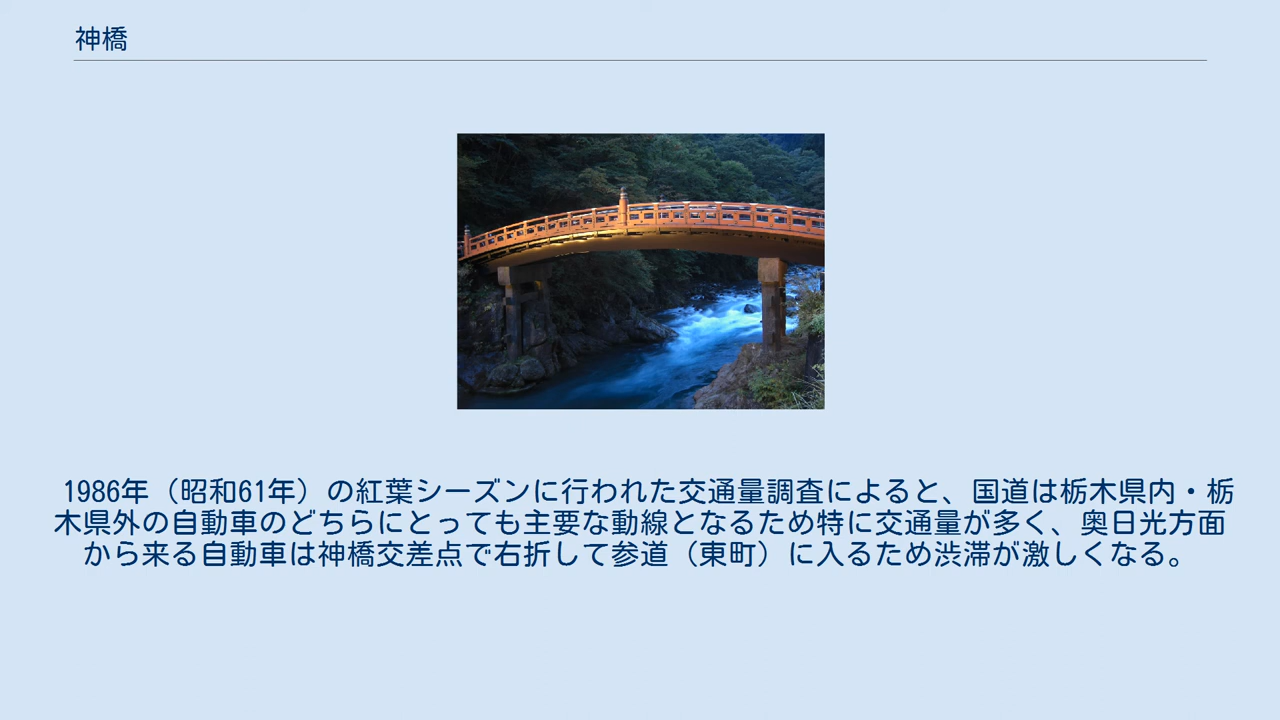 神橋
1986年（昭和61年）の紅葉シーズンに行われた交通量調査によると、国道は栃木県内・栃
木県外の自動車のどちらにとっても主要な動線となるため特に交通量が多く、奥日光方面
から来る自動車は神橋交差点で右折して参道（東町）に入るため渋滞が激しくなる。